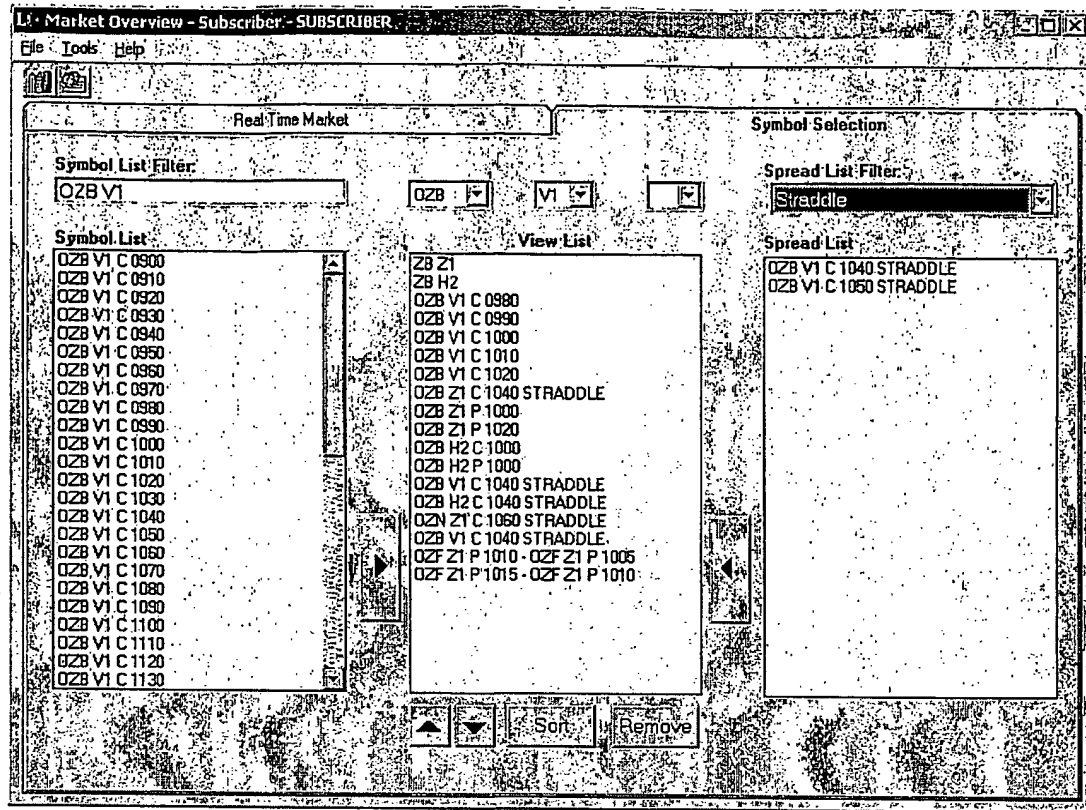 Market Overview - Subscriber - SUBSCRIBER
File Tools Help
Real Time Market
Symbol Selection
Symbol List Filter:
OZB V1
OZB
V1
Spread List Filter:
Straddle
Symbol List
OZB V1 C 0900
OZB V1 C 0910
OZB V1 C 0920
OZB V1 C 0930
OZB V1 C 0940
OZB V1 C 0950
OZB V1 C 0960
OZB V1 C 0970
OZB V1 C 0980
OZB V1 C 0990
OZB V1 C 1000
OZB V1 C 1010
OZB V1 C 1020
OZB V1 C 1030
OZB V1 C 1040
OZB V1 C 1050
OZB V1 C 1060
OZB V1 C 1070
OZB V1 C 1080
OZB V1 C 1090
OZB V1 C 1100
OZB V1 C 1110
OZB V1 C 1120
OZB V1 C 1130
View List
ZB Z1
ZB H2
OZB V1 C 0980
OZB V1 C 0990
OZB V1 C 1000
OZB V1 C 1010
OZB V1 C 1020
OZB Z1 C 1040 STRADDLE
OZB Z1 P 1000
OZB Z1 P 1020
OZB H2 C 1000
OZB H2 P 1000
OZB V1 C 1040 STRADDLE
OZB H2 C 1040 STRADDLE
OZN Z1 C 1060 STRADDLE
OZB V1 C 1040 STRADDLE
OZF Z1 P 1010 - OZF Z1 P 1005
OZF Z1 P 1015 - OZF Z1 P 1010
Spread List
OZB V1 C 1040 STRADDLE
OZB V1 C 1050 STRADDLE
Sort
Remove